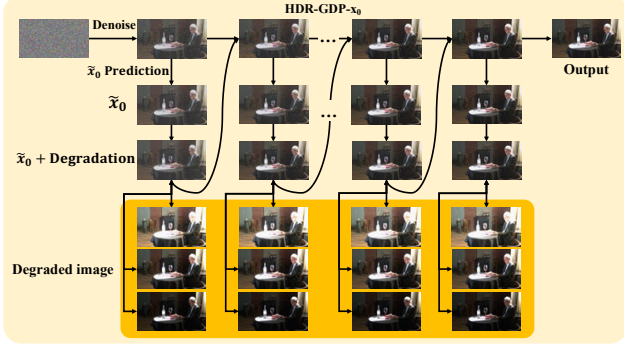 HDR-GDP-x₀
Denoise
...
Output
x̃₀ Prediction
x̃₀
...
x̃₀ + Degradation
Degraded image